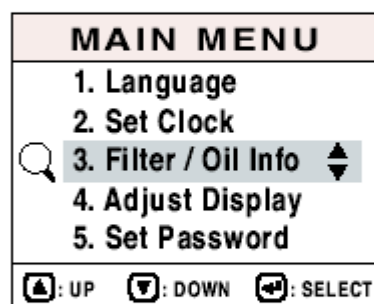 MAIN MENU
1. Language
2. Set Clock
3. Filter / Oil Info
4. Adjust Display
5. Set Password
: UP : DOWN : SELECT